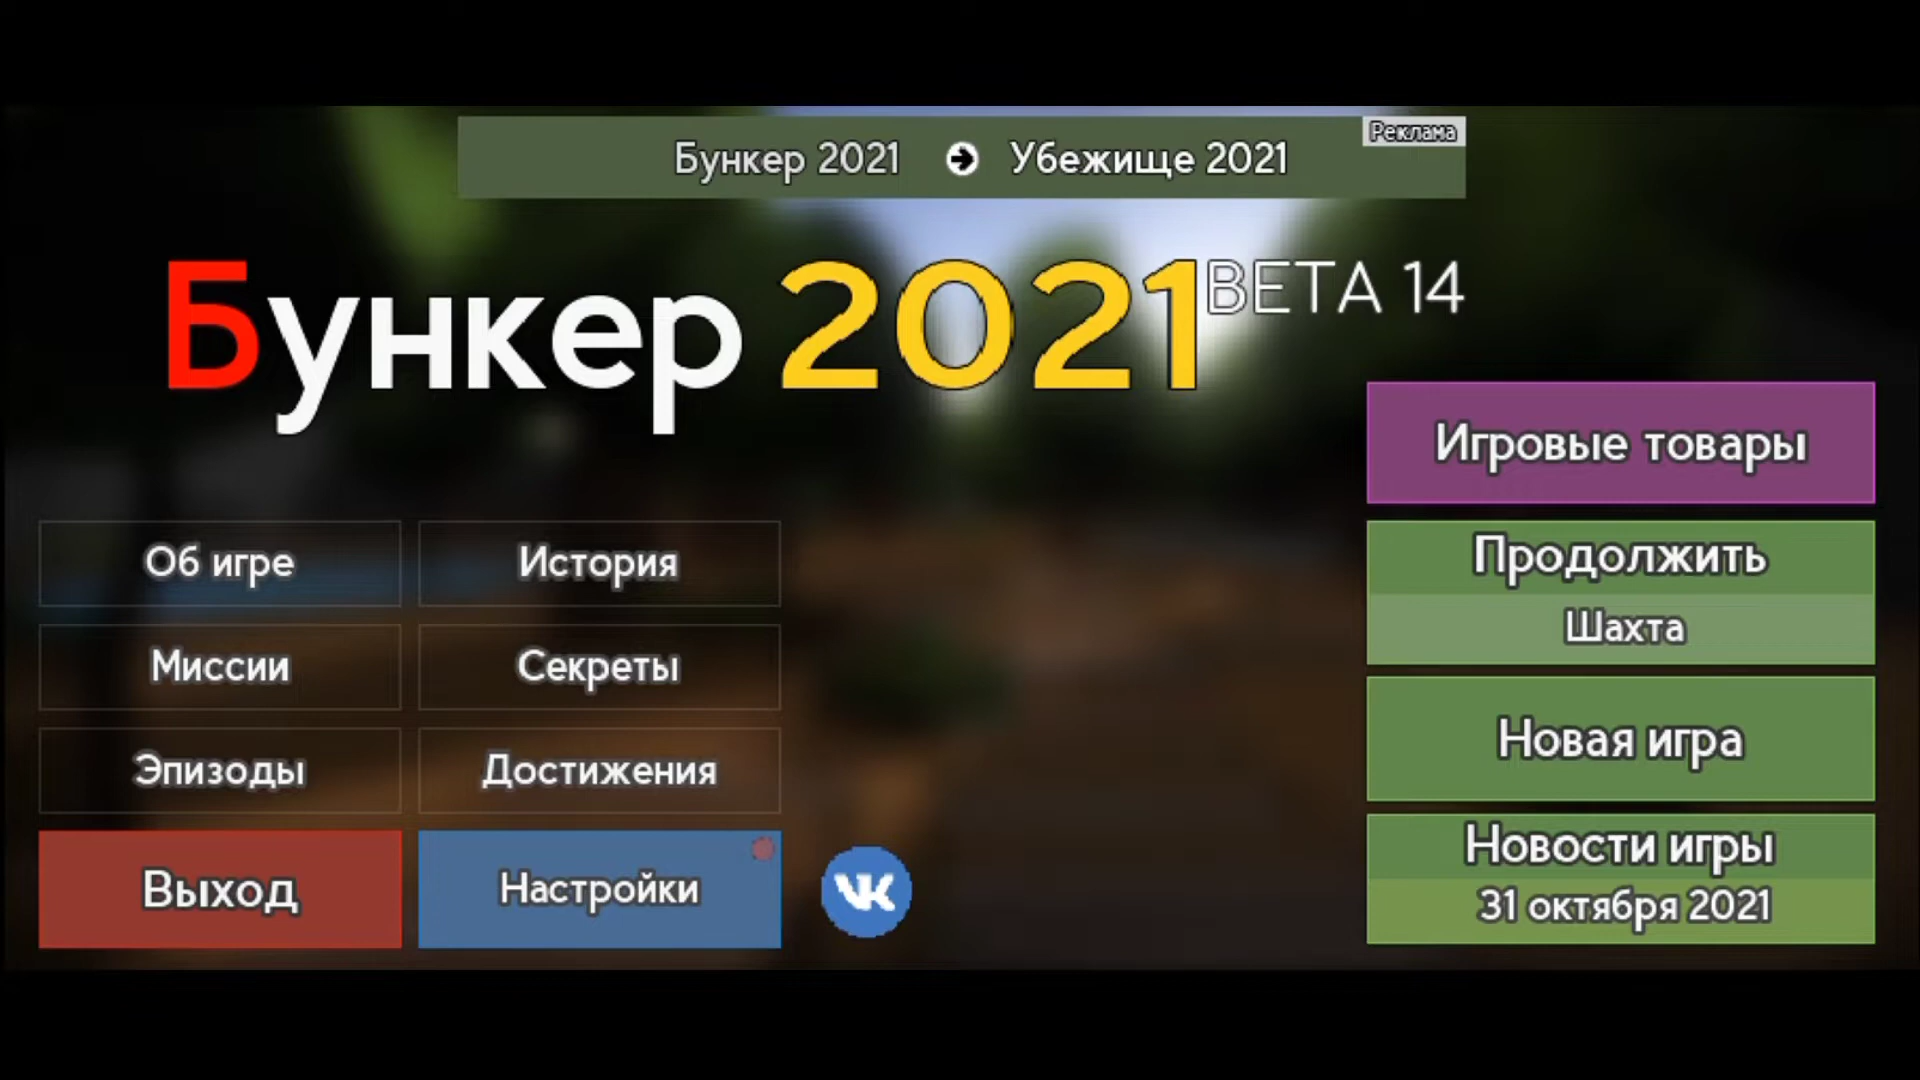 Реклама
Бункер 2021 Убежище 2021
Бункер 2021 BETA 14
Игровые товары
Об игре
История
Продолжить
Шахта
Миссии
Секреты
Новая игра
Эпизоды
Достижения
Выход
Настройки
Новости игры
31 октября 2021